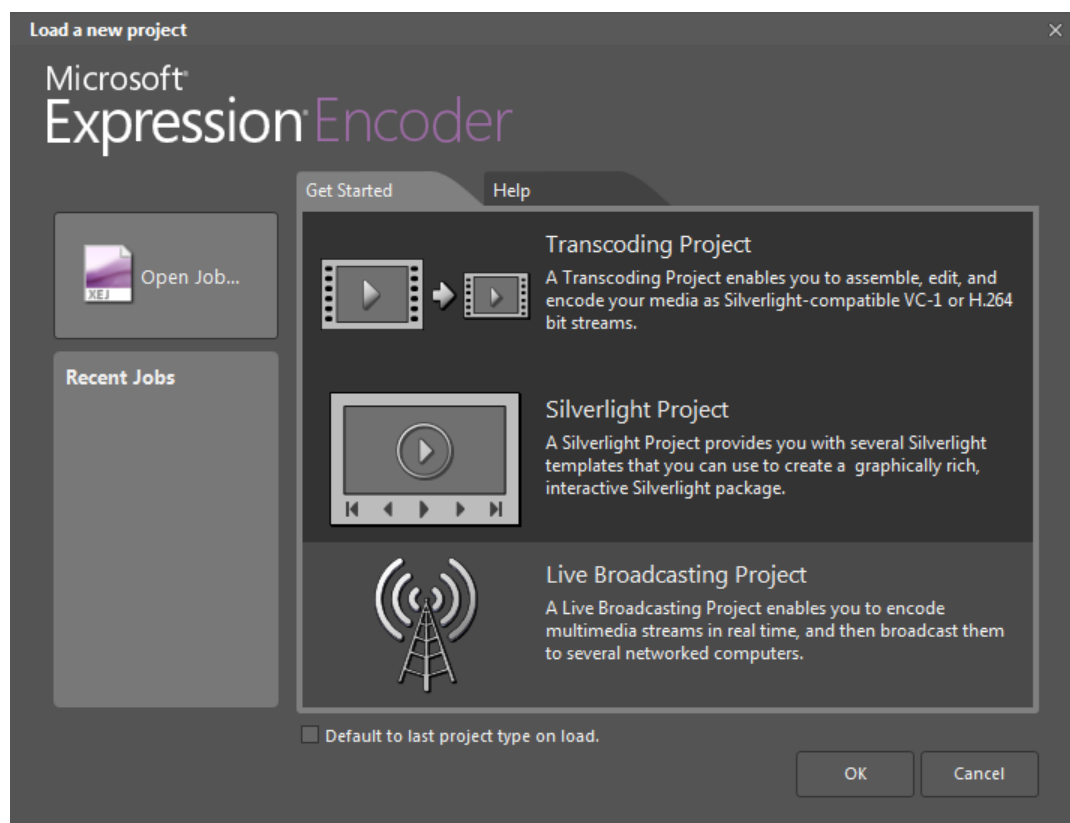 Load a new project
Microsoft®
Expression® Encoder
Get Started
Help
XEJ
Open Job...
Recent Jobs
Transcoding Project
A Transcoding Project enables you to assemble, edit, and
encode your media as Silverlight-compatible VC-1 or H.264
bit streams.
Silverlight Project
A Silverlight Project provides you with several Silverlight
templates that you can use to create a  graphically rich,
interactive Silverlight package.
Live Broadcasting Project
A Live Broadcasting Project enables you to encode
multimedia streams in real time, and then broadcast them
to several networked computers.
Default to last project type on load.
OK
Cancel